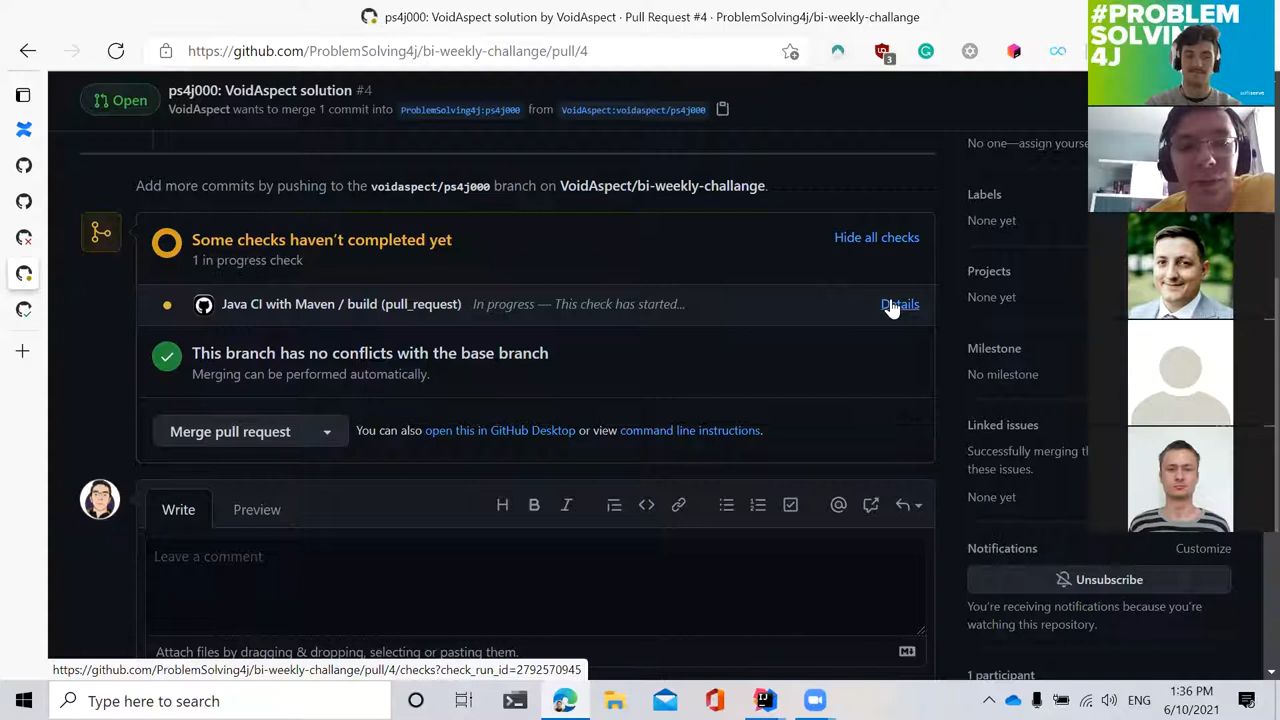 ps4j000: VoidAspect solution by VoidAspect · Pull Request #4 · ProblemSolving4j/bi-weekly-challange
https://github.com/ProblemSolving4j/bi-weekly-challange/pull/4
3
Open
ps4j000: VoidAspect solution #4
VoidAspect wants to merge 1 commit into ProblemSolving4j:ps4j000 from VoidAspect:voidaspect/ps4j000
Add more commits by pushing to the voidaspect/ps4j000 branch on VoidAspect/bi-weekly-challange.
Some checks haven't completed yet
1 in progress check
Hide all checks
Java CI with Maven / build (pull_request) In progress — This check has started...
Details
This branch has no conflicts with the base branch
Merging can be performed automatically.
Merge pull request
You can also open this in GitHub Desktop or view command line instructions.
Write
Preview
Leave a comment
Attach files by dragging & dropping, selecting or pasting them.
https://github.com/ProblemSolving4j/bi-weekly-challange/pull/4/checks?check_run_id=2792570945
No one—assign yourse
Labels
None yet
Projects
None yet
Milestone
No milestone
Linked issues
Successfully merging th
these issues.
None yet
Notifications
Customize
Unsubscribe
You're receiving notifications because you're
watching this repository.
1 participant
#PROBLEM
SOLVIN
4J
softserve
Type here to search
ENG
1:36 PM
6/10/2021